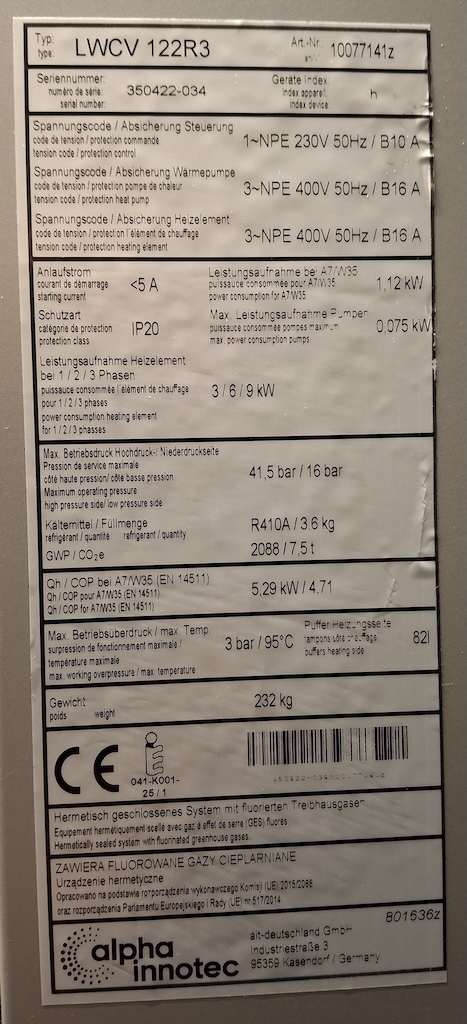 Typ:
type:
LWCV 122R3
Art.-Nr.
10077141z
Seriennummer:
numéro de série:
serial number:
350422-034
Geräte Index:
index appareil:
index device:
h
Spannungscode / Absicherung Steuerung
code de tension / protection commande
tension code / protection control
1~NPE 230V 50Hz / B10 A
Spannungscode / Absicherung Wärmepumpe
code de tension / protection pompe de chaleur
tension code / protection heat pump
3~NPE 400V 50Hz / B16 A
Spannungscode / Absicherung Heizelement
code de tension / protection l'élement de chauffage
tension code / protection heating element
3~NPE 400V 50Hz / B16 A
Anlaufstrom
courant de démarrage
starting current
<5 A
Leistungsaufnahme bei A7/W35
puissance consommée pour A7/W35
power consumption for A7/W35
1,12 kW
Schutzart
catégorie de protection
protection class
IP20
Max. Leistungsaufnahme Pumpen
puissance consommée pompes maximum
max. power consumption pumps
0,075 kW
Leistungsaufnahme Heizelement
bei 1 / 2 / 3 Phasen
puissance consommée l'élément de chauffage
pour 1 / 2 / 3 phases
power consumption heating element
for 1 / 2 / 3 phasses
3 / 6 / 9 kW
Max. Betriebsdruck Hochdruck-/ Niederdruckseite
Pression de service maximale
côté haute pression/ côté basse pression
Maximum operating pressure
high pressure side/ low pressure side
41,5 bar / 16 bar
Kältemittel / Füllmenge
réfrigérant / quantité refrigerant / quantity
R410A / 3,6 kg
GWP / CO₂e
2088 / 7,5 t
Qh / COP bei A7/W35 (EN 14511)
Qh / COP pour A7/W35 (EN 14511)
Qh / COP for A7/W35 (EN 14511)
5,29 kW / 4.71
Max. Betriebsüberdruck / max. Temp.
surpression de fonctionnement maximale /
température maximale
max. working overpressure / max. temperature
3 bar / 95°C
Puffer Heizungsseite
tampons côté chauffage
buffers heating side
82l
Gewicht
poids weight
232 kg
CE
041-K001-
25 / 1
Hermetisch geschlossenes System mit fluorierten Treibhausgasen
Equipement hermétiquement scellé avec gaz à effet de serre (GES) fluorés
Hermetically sealed system with fluorinated greenhouse gases.
ZAWIERA FLUOROWANE GAZY CIEPLARNIANE
Urządzenie hermetyczne
Opracowano na podstawie rozporządzenia wykonawczego Komisji (UE) 2015/2068
oraz rozporządzenia Parlamentu Europejskiego i Rady (UE) nr 517/2014
801636z
alpha
innotec
ait-deutschland GmbH
Industriestraße 3
95359 Kasendorf / Germany